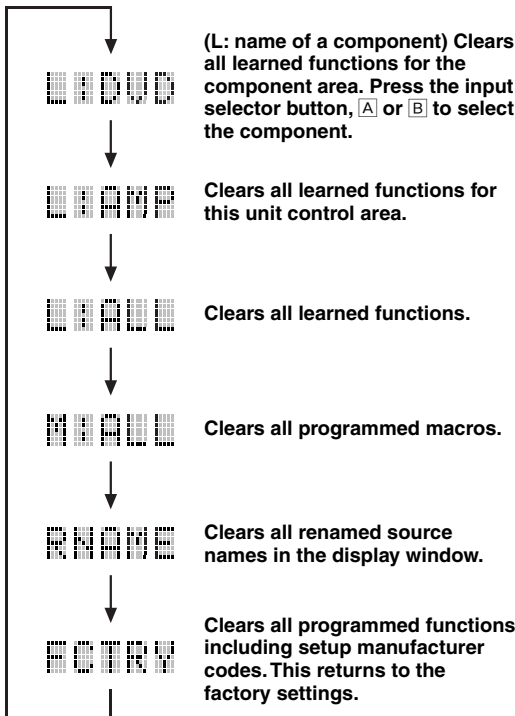 (L: name of a component) Clears
all learned functions for the
component area. Press the input
selector button, A or B to select
the component.
L:DVD
Clears all learned functions for
this unit control area.
L:AMP
Clears all learned functions.
L:ALL
Clears all programmed macros.
M:ALL
Clears all renamed source
names in the display window.
RNAME
Clears all programmed functions
including setup manufacturer
codes. This returns to the
factory settings.
FCTRY